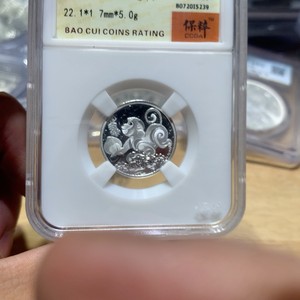 8072015239
22.1*1.7mm*5.0g
保粹
BAO CUI COINS RATING